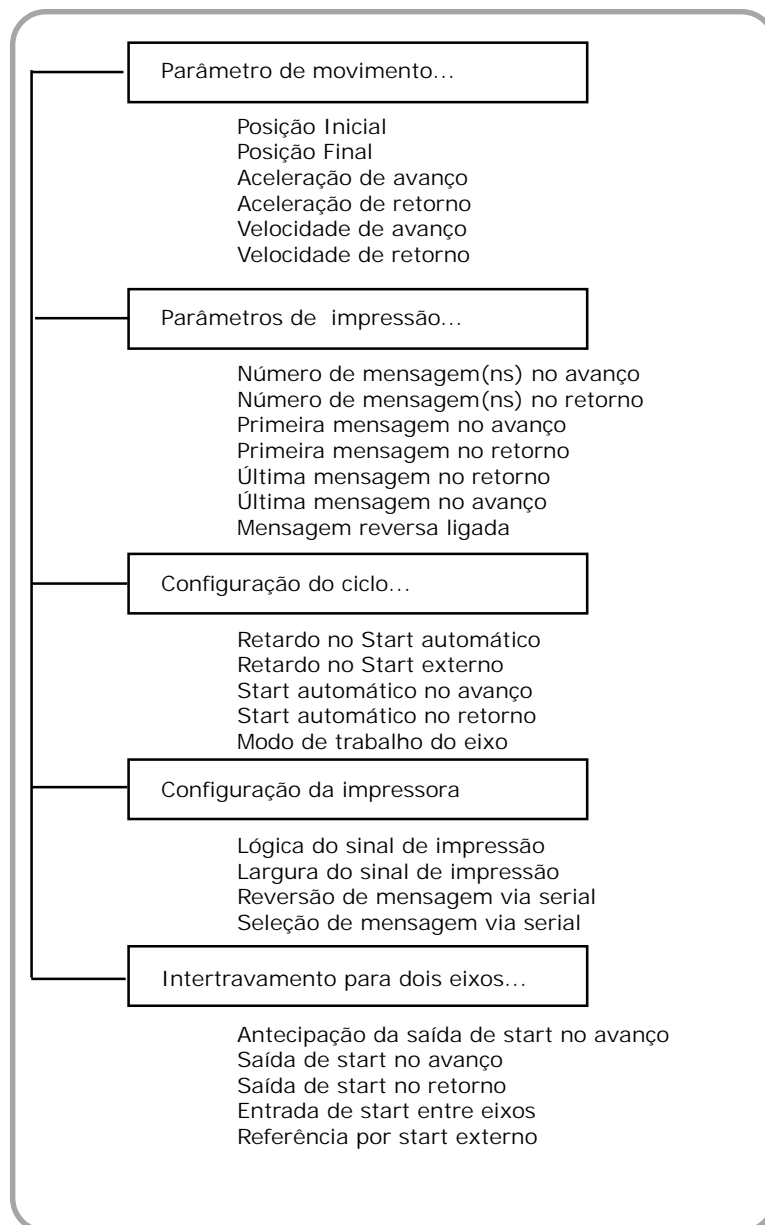 Parâmetro de movimento...
Posição Inicial
Posição Final
Aceleração de avanço
Aceleração de retorno
Velocidade de avanço
Velocidade de retorno
Parâmetros de  impressão...
Número de mensagem(ns) no avanço
Número de mensagem(ns) no retorno
Primeira mensagem no avanço
Primeira mensagem no retorno
Última mensagem no retorno
Última mensagem no avanço
Mensagem reversa ligada
Configuração do ciclo...
Retardo no Start automático
Retardo no Start externo
Start automático no avanço
Start automático no retorno
Modo de trabalho do eixo
Configuração da impressora
Lógica do sinal de impressão
Largura do sinal de impressão
Reversão de mensagem via serial
Seleção de mensagem via serial
Intertravamento para dois eixos...
Antecipação da saída de start no avanço
Saída de start no avanço
Saída de start no retorno
Entrada de start entre eixos
Referência por start externo